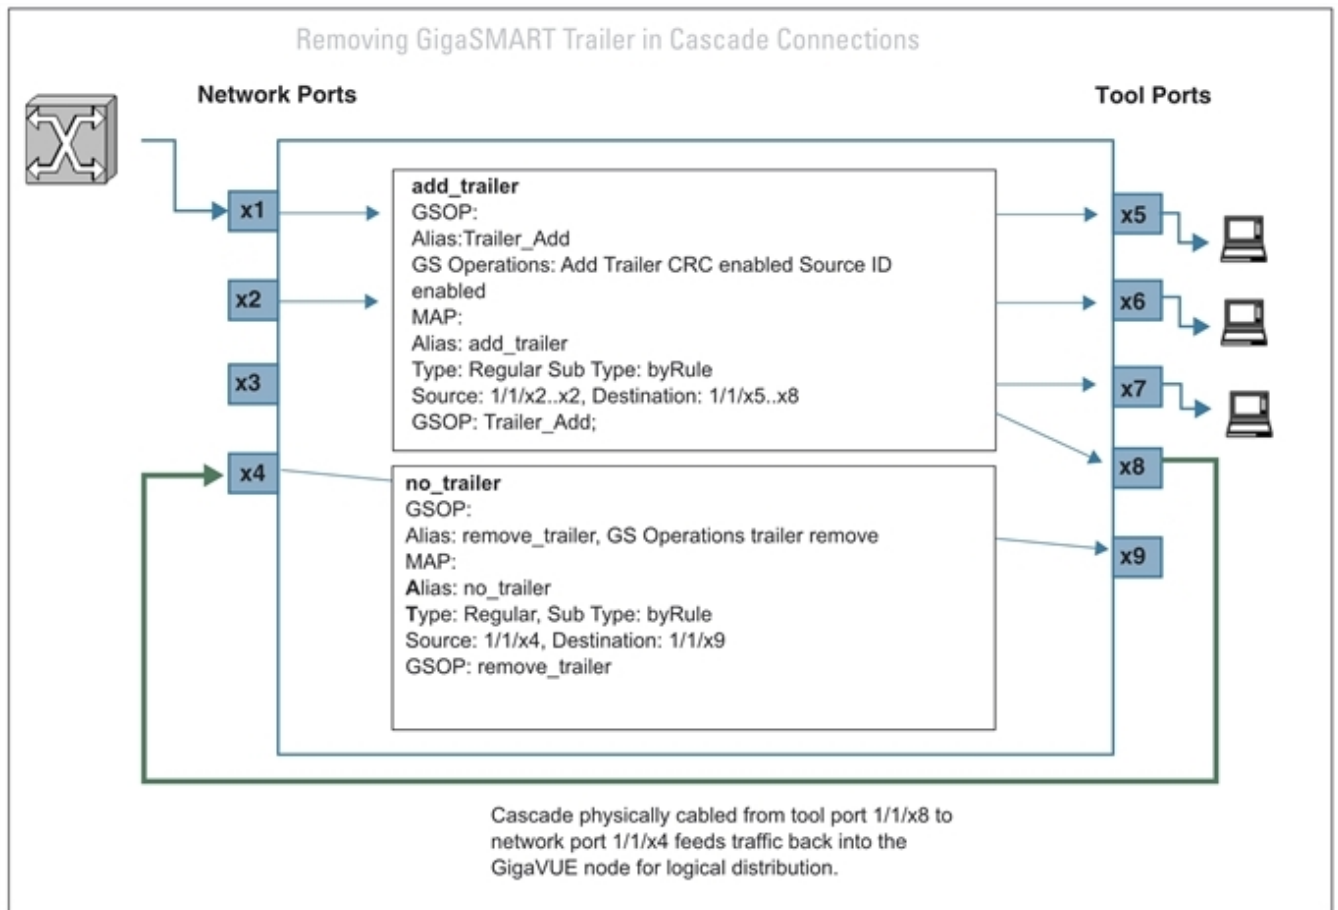 Removing GigaSMART Trailer in Cascade Connections
Network Ports
Tool Ports
x1
x2
x3
x4
add_trailer
GSOP:
Alias:Trailer_Add
GS Operations: Add Trailer CRC enabled Source ID
enabled
MAP:
Alias: add_trailer
Type: Regular Sub Type: byRule
Source: 1/1/x2..x2, Destination: 1/1/x5..x8
GSOP: Trailer_Add;
no_trailer
GSOP:
Alias: remove_trailer, GS Operations trailer remove
MAP:
Alias: no_trailer
Type: Regular, Sub Type: byRule
Source: 1/1/x4, Destination: 1/1/x9
GSOP: remove_trailer
x5
x6
x7
x8
x9
Cascade physically cabled from tool port 1/1/x8 to
network port 1/1/x4 feeds traffic back into the
GigaVUE node for logical distribution.